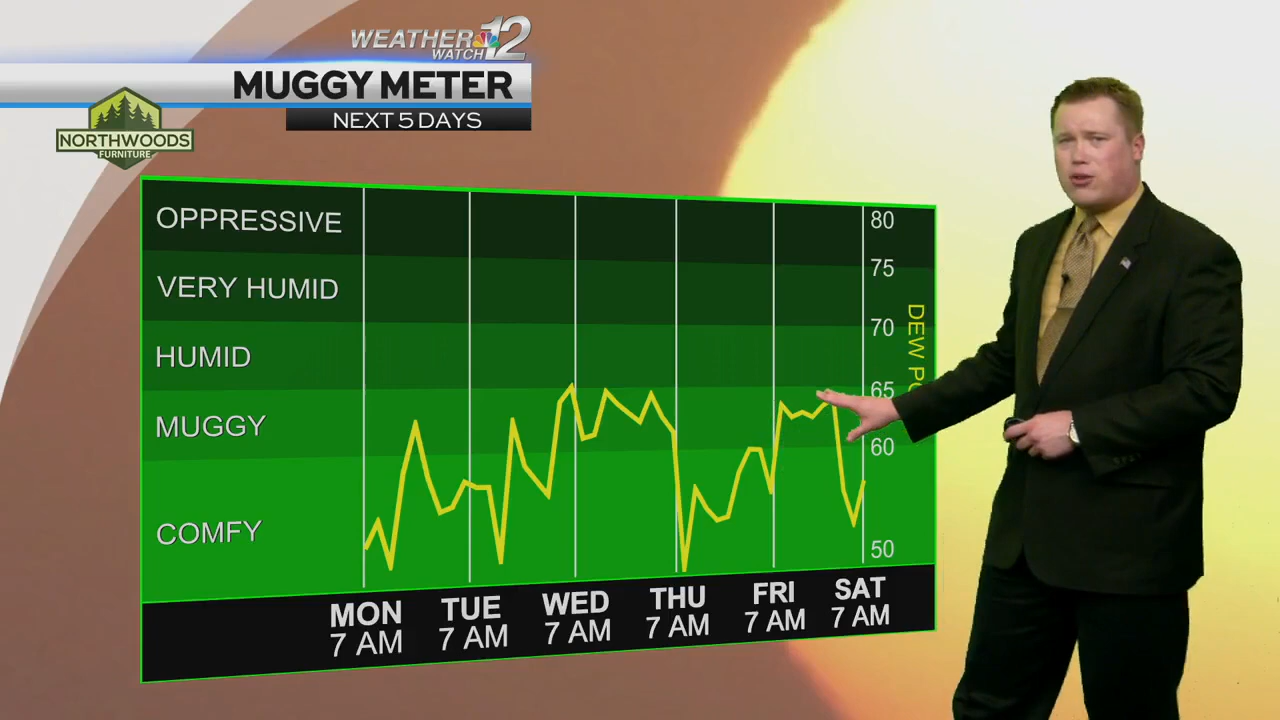 WEATHER 12
WATCH
MUGGY METER
NEXT 5 DAYS
NORTHWOODS
FURNITURE
OPPRESSIVE
VERY HUMID
HUMID
MUGGY
COMFY
80
75
70
65
60
50
DEW
MON TUE WED THU FRI SAT
7 AM 7 AM 7 AM 7 AM 7 AM 7 AM